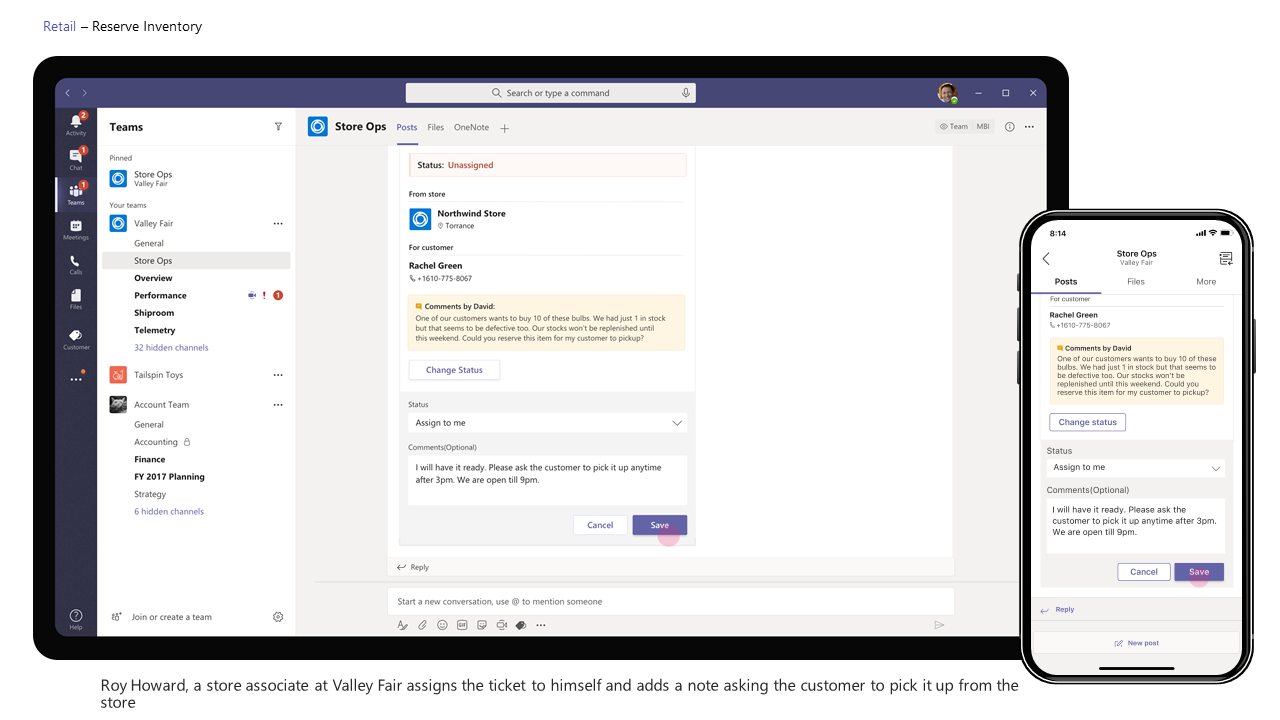 Retail – Reserve Inventory
Search or type a command
Activity
2
Chat
1
Teams
1
Meetings
Calls
Files
Customer
Help
Teams
Pinned
Store Ops
Valley Fair
Your teams
Valley Fair
General
Store Ops
Overview
Performance
! 1
Shiproom
Telemetry
32 hidden channels
Tailspin Toys
Account Team
General
Accounting
Finance
FY 2017 Planning
Strategy
6 hidden channels
Join or create a team
Store Ops Posts Files OneNote
Team MBI
Status: Unassigned
From store
Northwind Store
Torrance
For customer
Rachel Green
+1610-775-8067
Comments by David:
One of our customers wants to buy 10 of these bulbs. We had just 1 in stock
but that seems to be defective too. Our stocks won't be replenished until
this weekend. Could you reserve this item for my customer to pickup?
Change Status
Status
Assign to me
Comments(Optional)
I will have it ready. Please ask the customer to pick it up anytime
after 3pm. We are open till 9pm.
Cancel Save
Reply
Start a new conversation, use @ to mention someone
GIF
8:14
Store Ops
Valley Fair
Posts Files More
For customer
Rachel Green
+1610-775-8067
Comments by David
One of our customers wants to buy 10 of these
bulbs. We had just 1 in stock but that seems to
be defective too. Our stocks won't be
replenished until this weekend. Could you
reserve this item for my customer to pickup?
Change status
Status
Assign to me
Comments(Optional)
I will have it ready. Please ask the
customer to pick it up anytime after 3pm.
We are open till 9pm.
Cancel Save
Reply
New post
Roy Howard, a store associate at Valley Fair assigns the ticket to himself and adds a note asking the customer to pick it up from the
store